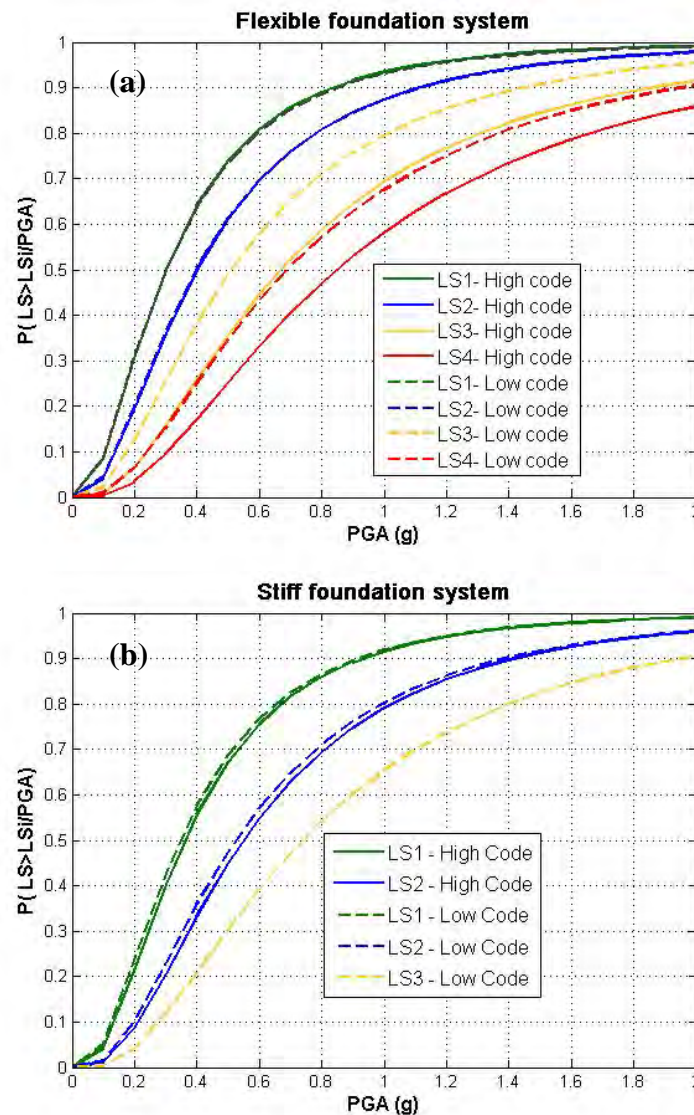 Flexible foundation system
(a)
P( LS>LSi/PGA)
1
0.9
0.8
0.7
0.6
0.5
0.4
0.3
0.2
0.1
0
LS1- High code
LS2- High code
LS3- High code
LS4- High code
LS1- Low code
LS2- Low code
LS3- Low code
LS4- Low code
0 0.2 0.4 0.6 0.8 1 1.2 1.4 1.6 1.8
PGA (g)
Stiff foundation system
(b)
P( LS>LSi/PGA)
1
0.9
0.8
0.7
0.6
0.5
0.4
0.3
0.2
0.1
0
LS1 - High Code
LS2 - High Code
LS1 - Low Code
LS2 - Low Code
LS3 - Low Code
0 0.2 0.4 0.6 0.8 1 1.2 1.4 1.6 1.8
PGA (g)